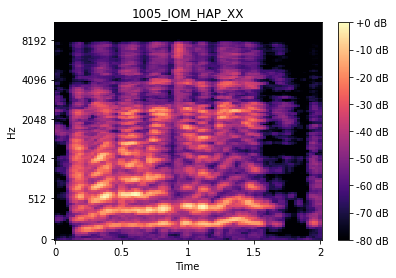 1005_IOM_HAP_XX
+0 dB
8192
-10 dB
4096
-20 dB
-30 dB
2048
Hz
-40 dB
1024
-50 dB
-60 dB
512
-70 dB
0
-80 dB
0
0.5
1
1.5
2
Time